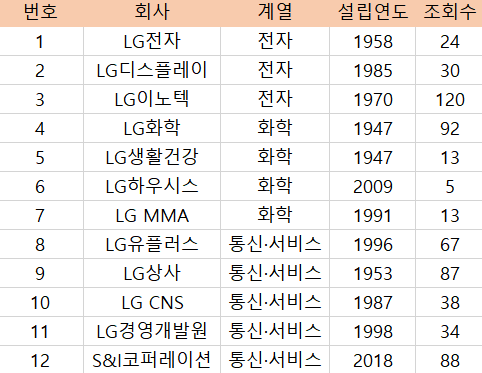 번호 회사 계열 설립연도 조회수
1 LG전자 전자 1958 24
2 LG디스플레이 전자 1985 30
3 LG이노텍 전자 1970 120
4 LG화학 화학 1947 92
5 LG생활건강 화학 1947 13
6 LG하우시스 화학 2009 5
7 LG MMA 화학 1991 13
8 LG유플러스 통신·서비스 1996 67
9 LG상사 통신·서비스 1953 87
10 LG CNS 통신·서비스 1987 38
11 LG경영개발원 통신·서비스 1998 34
12 S&I코퍼레이션 통신·서비스 2018 88